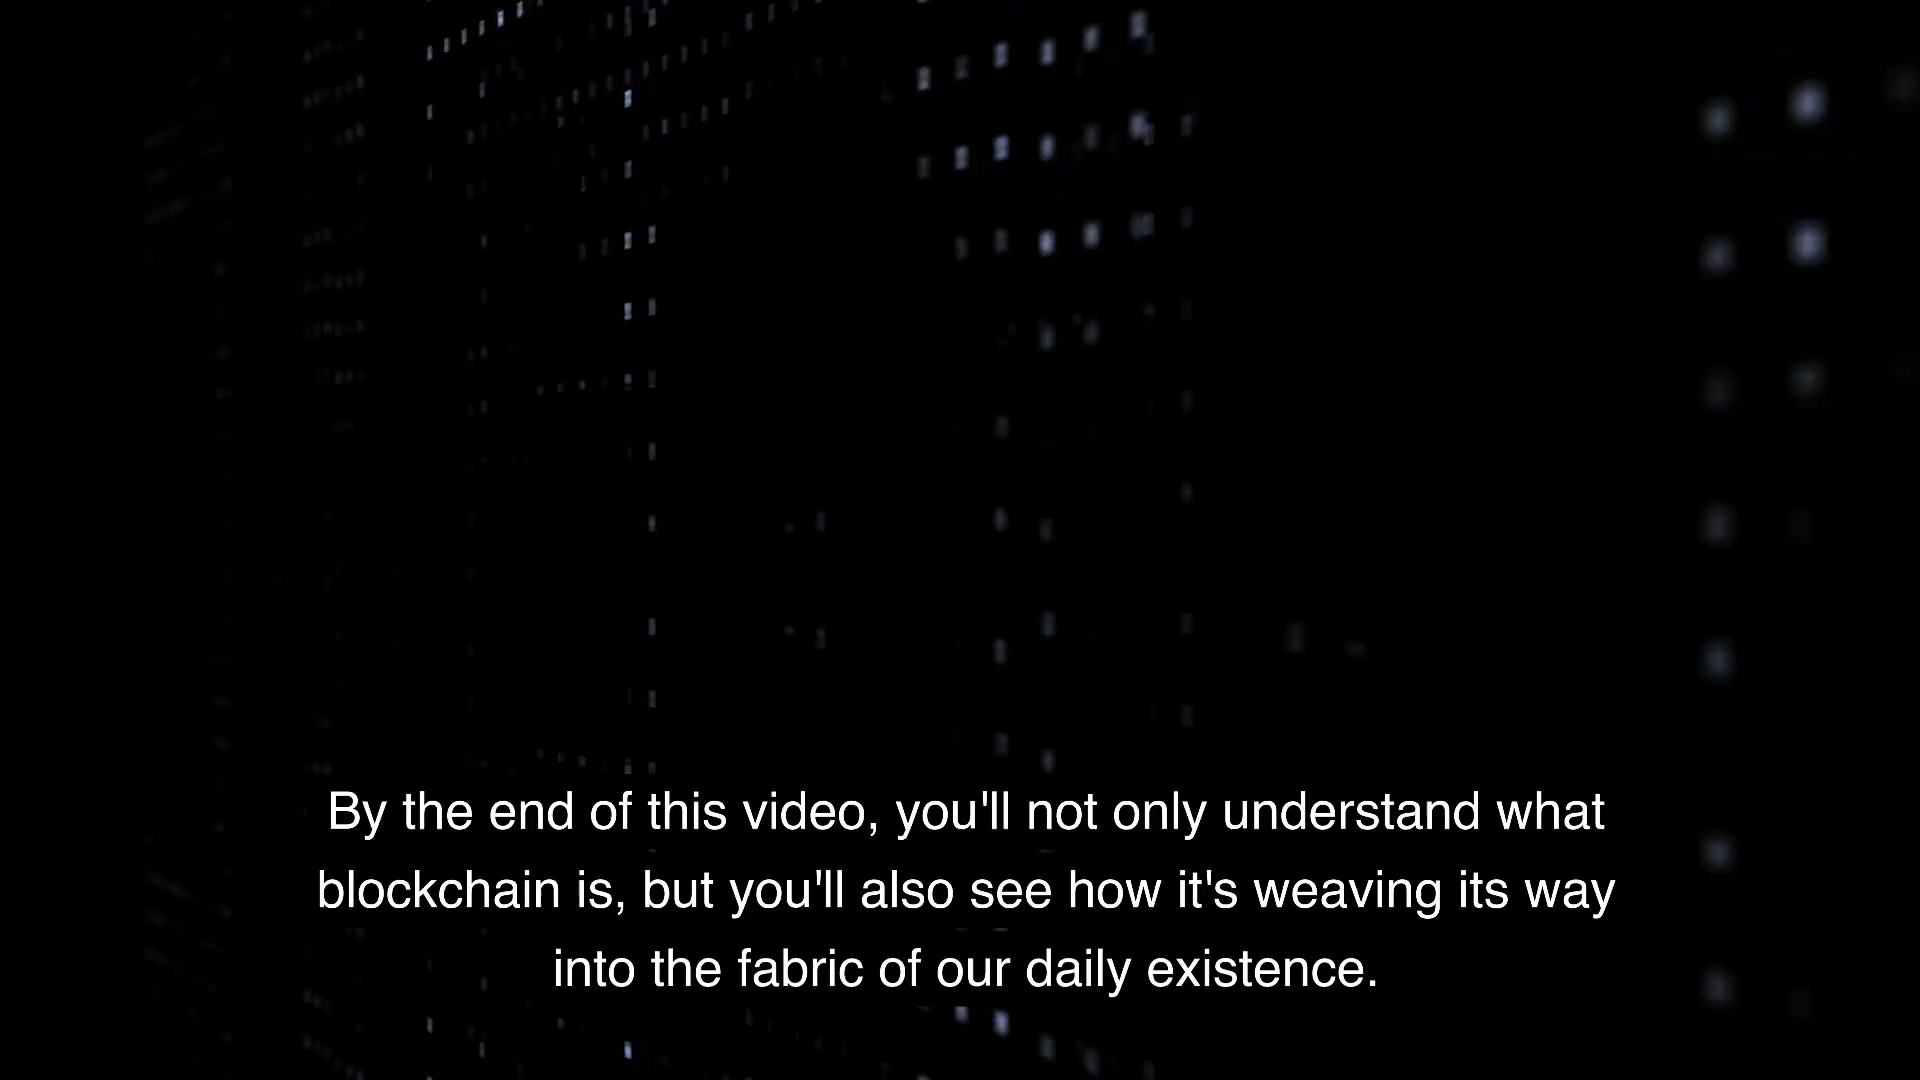 By the end of this video, you'll not only understand what
blockchain is, but you'll also see how it's weaving its way
into the fabric of our daily existence.